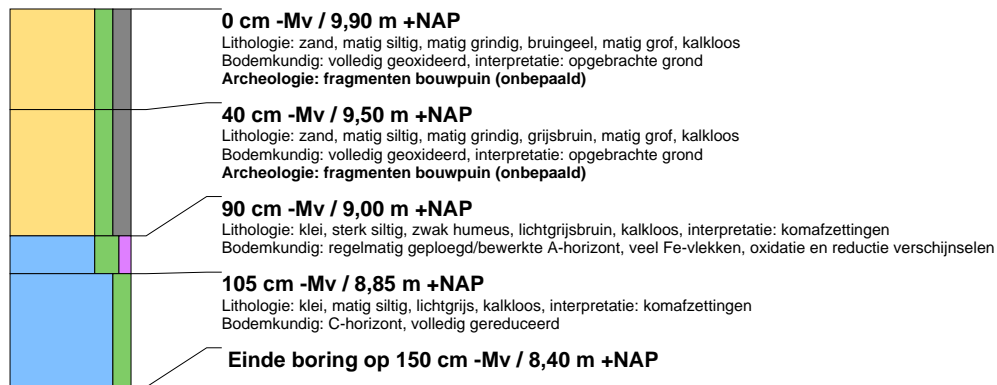 0 cm -Mv / 9,90 m +NAP
Lithologie: zand, matig siltig, matig grindig, bruingeel, matig grof, kalkloos
Bodemkundig: volledig geoxideerd, interpretatie: opgebrachte grond
Archeologie: fragmenten bouwpuin (onbepaald)
40 cm -Mv / 9,50 m +NAP
Lithologie: zand, matig siltig, matig grindig, grijsbruin, matig grof, kalkloos
Bodemkundig: volledig geoxideerd, interpretatie: opgebrachte grond
Archeologie: fragmenten bouwpuin (onbepaald)
90 cm -Mv / 9,00 m +NAP
Lithologie: klei, sterk siltig, zwak humeus, lichtgrijsbruin, kalkloos, interpretatie: komafzettingen
Bodemkundig: regelmatig geploegd/bewerkte A-horizont, veel Fe-vlekken, oxidatie en reductie verschijnselen
105 cm -Mv / 8,85 m +NAP
Lithologie: klei, matig siltig, lichtgrijs, kalkloos, interpretatie: komafzettingen
Bodemkundig: C-horizont, volledig gereduceerd
Einde boring op 150 cm -Mv / 8,40 m +NAP